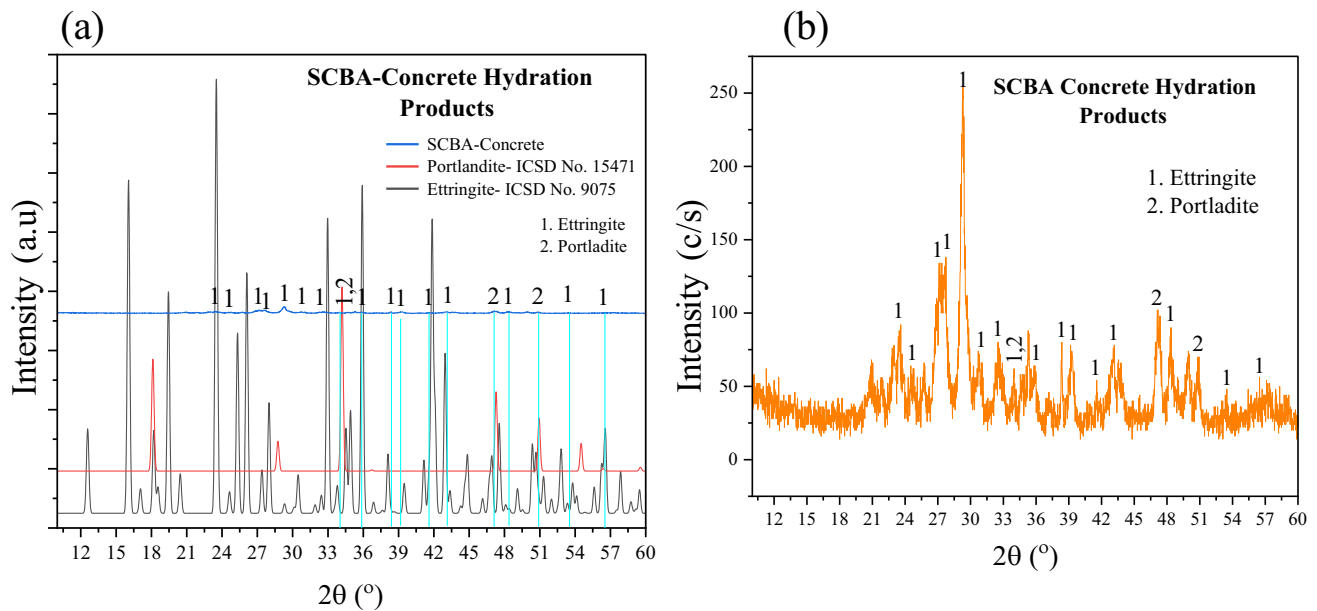 (a)
SCBA-Concrete Hydration
Products
SCBA-Concrete
Portlandite- ICSD No. 15471
Ettringite- ICSD No. 9075
1. Ettringite
2. Portladite
1 1 1 1 1 1 1 1,2 1 1 1 1 1 2 1 2 1 1
Intensity (a.u)
12 15 18 21 24 27 30 33 36 39 42 45 48 51 54 57 60
2θ (º)
(b)
SCBA Concrete Hydration
Products
1. Ettringite
2. Portladite
1 1 1 1 1 1 1 1,2 1 1 1 1 1 2 1 2 1 1
Intensity (c/s)
250
200
150
100
50
0
12 15 18 21 24 27 30 33 36 39 42 45 48 51 54 57 60
2θ (º)